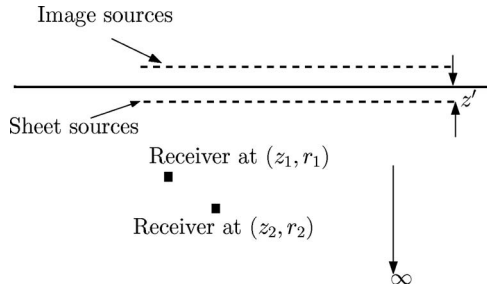 Image sources
z′
Sheet sources
Receiver at (z₁, r₁)
Receiver at (z₂, r₂)
∞